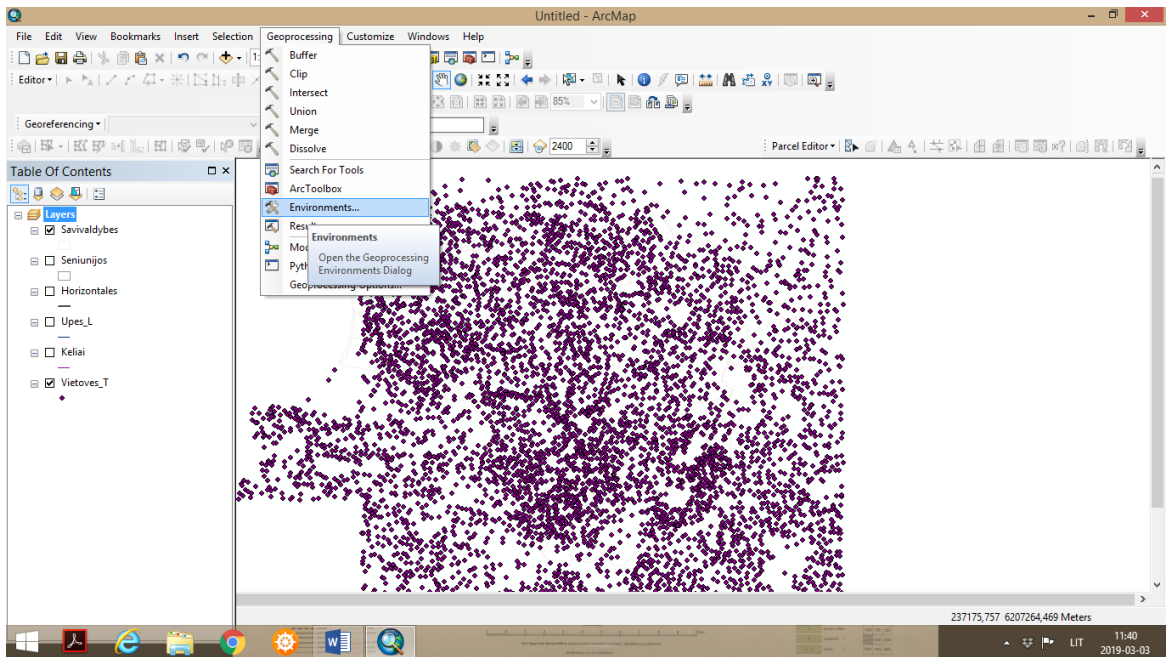 Untitled - ArcMap
File Edit View Bookmarks Insert Selection Geoprocessing Customize Windows Help
Buffer
Clip
Intersect
Union
Merge
Dissolve
Search For Tools
ArcToolbox
Environments...
Environments
Open the Geoprocessing
Environments Dialog
Geoprocessing Options...
Editor
85%
Georeferencing
2400
Parcel Editor
Table Of Contents
Layers
Savivaldybes
Seniunijos
Horizontales
Upes_L
Keliai
Vietoves_T
237175,757 6207264,469 Meters
LIT
11:40
2019-03-03